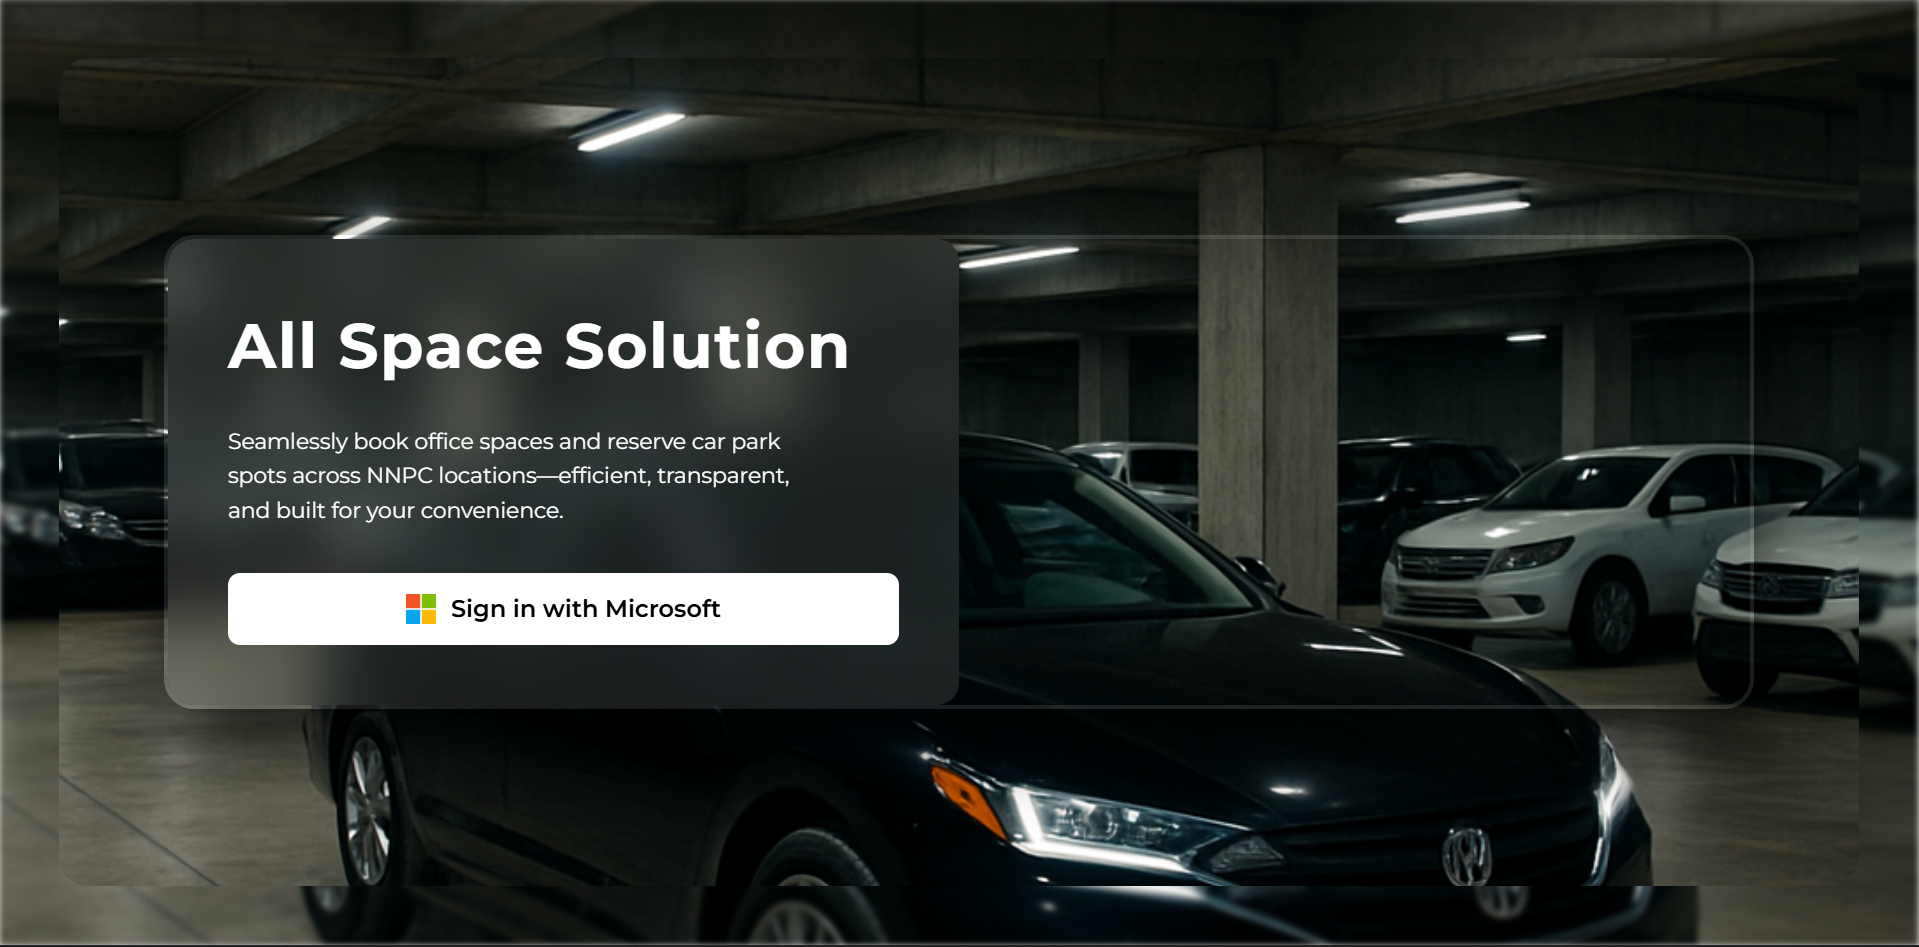 All Space Solution
Seamlessly book office spaces and reserve car park
spots across NNPC locations—efficient, transparent,
and built for your convenience.
Sign in with Microsoft